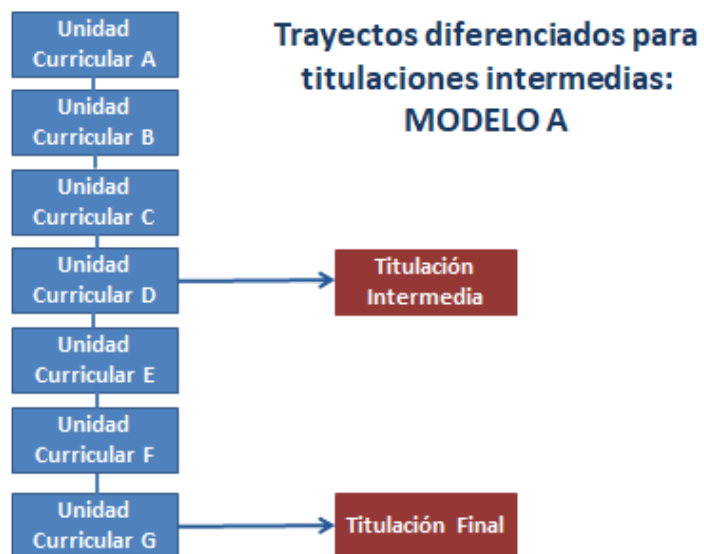 Trayectos diferenciados para
titulaciones intermedias:
MODELO A
Unidad
Curricular A
Unidad
Curricular B
Unidad
Curricular C
Unidad
Curricular D
Titulación
Intermedia
Unidad
Curricular E
Unidad
Curricular F
Unidad
Curricular G
Titulación Final